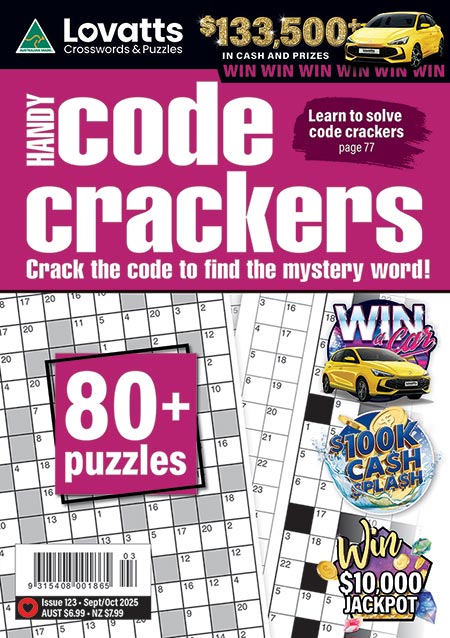 AUSTRALIAN MADE
Lovatts
Crosswords & Puzzles
$133,500++
IN CASH AND PRIZES
WIN WIN WIN WIN WIN WIN
HANDY
code
crackers
Learn to solve
code crackers
page 77
Crack the code to find the mystery word!
80+
puzzles
WIN
a Car
$100K
CASH
SPLASH
Win
$10,000
JACKPOT
03
9 315408 001865
Issue 123 • Sept/Oct 2025
AUST $6.99 • NZ $7.99